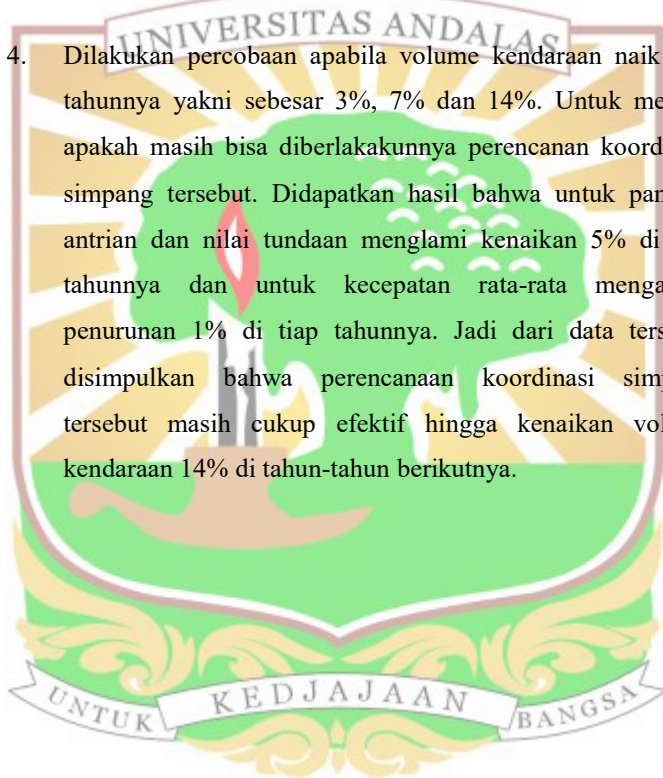 UNIVERSITAS ANDALAS
4. Dilakukan percobaan apabila volume kendaraan naik
tahunnya yakni sebesar 3%, 7% dan 14%. Untuk me
apakah masih bisa diberlakakunnya perencanan koord
simpang tersebut. Didapatkan hasil bahwa untuk pan
antrian dan nilai tundaan menglami kenaikan 5% di
tahunnya dan untuk kecepatan rata-rata menga
penurunan 1% di tiap tahunnya. Jadi dari data ters
disimpulkan bahwa perencanaan koordinasi simp
tersebut masih cukup efektif hingga kenaikan vol
kendaraan 14% di tahun-tahun berikutnya.
UNTUK KEDJAJAAN BANGSA